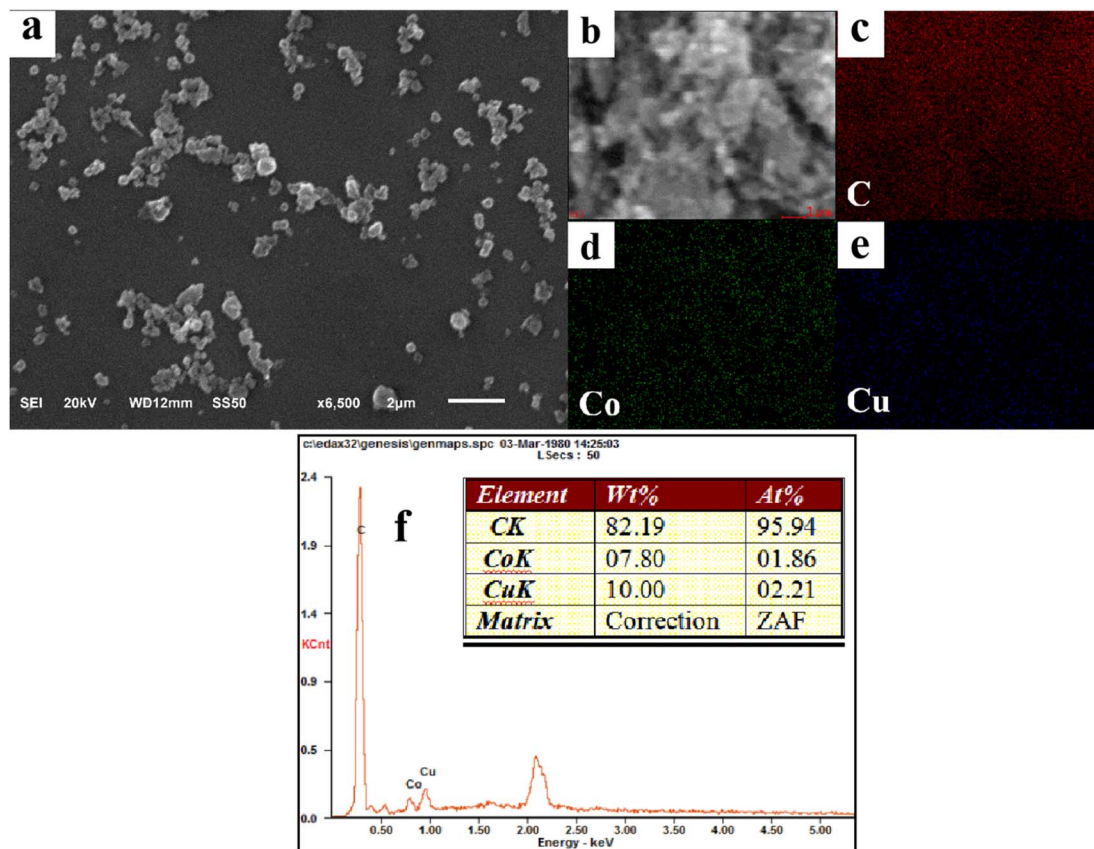 a
SEI 20kV WD12mm SS50 x6,500 2μm
b
c
C
d
Co
e
Cu
c:\edax32\genesis\genmaps.spc 03-Mar-1980 14:25:03
LSecs : 50
f
Element Wt% At%
CK 82.19 95.94
CoK 07.80 01.86
CuK 10.00 02.21
Matrix Correction ZAF
2.4
1.9
1.4
KCnt
0.9
0.5
0.0
C
Co
Cu
0.50 1.00 2.00 2.50 3.00 3.50 4.00 4.50 5.00
Energy - keV